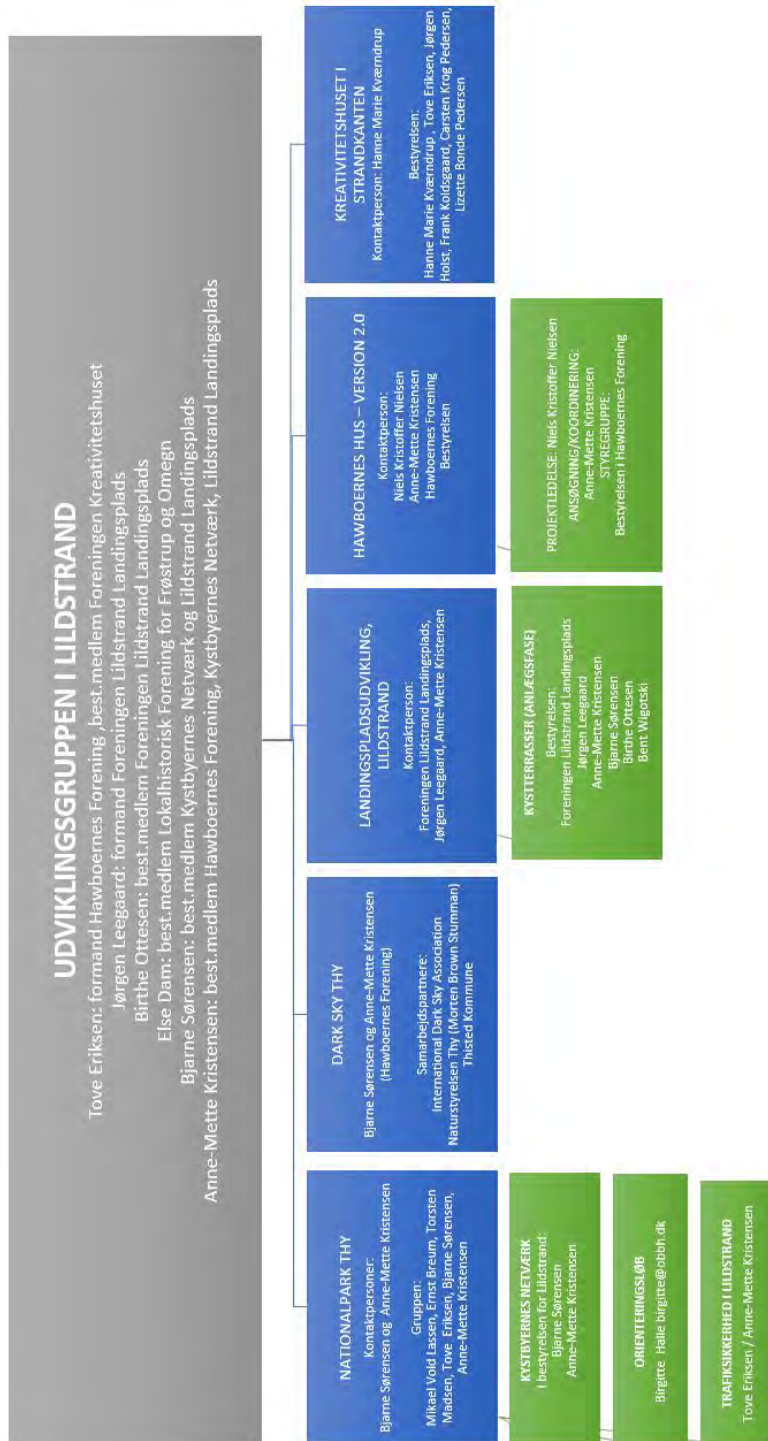 UDVIKLINGSGRUPPEN I LILDSTRAND
Tove Eriksen: formand Hawboernes Forening ,best.medlem Foreningen Kreativitetshuset
Jørgen Leegaard: formand Foreningen Lildstrand Landingsplads
Birthe Ottesen: best.medlem Foreningen Lildstrand Landingsplads
Else Dam: best.medlem Lokalhistorisk Forening for Frøstrup og Omegn
Bjarne Sørensen: best.medlem Kystbyernes Netværk og Lildstrand Landingsplads
Anne-Mette Kristensen: best.medlem Hawboernes Forening, Kystbyernes Netværk, Lildstrand Landingsplads
NATIONALPARK THY
Kontaktpersoner:
Bjarne Sørensen og Anne-Mette Kristensen
Gruppen:
Mikael Vold Lassen, Ernst Breum, Torsten
Madsen, Tove Eriksen, Bjarne Sørensen,
Anne-Mette Kristensen
KYSTBYERNES NETVÆRK
I bestyrelsen for Lildstrand:
Bjarne Sørensen
Anne-Mette Kristensen
ORIENTERINGSLØB
Birgitte Halle birgitte@obbh.dk
TRAFIKSIKKERHED I LILDSTRAND
Tove Eriksen / Anne-Mette Kristensen
DARK SKY THY
Bjarne Sørensen og Anne-Mette Kristensen
(Hawboernes Forening)
Samarbejdspartnere:
International Dark Sky Association
Naturstyrelsen Thy (Morten Brown Stumman)
Thisted Kommune
LANDINGSPLADSUDVIKLING,
LILDSTRAND
Kontaktperson:
Foreningen Lildstrand Landingsplads,
Jørgen Leegaard, Anne-Mette Kristensen
KYSTTERRASSER (ANLÆGSFASE)
Bestyrelsen:
Foreningen Lildstrand Landingsplads
Jørgen Leegaard
Anne-Mette Kristensen
Bjarne Sørensen
Birthe Ottesen
Bent Wigotski
HAWBOERNES HUS – VERSION 2.0
Kontaktperson:
Niels Kristoffer Nielsen
Anne-Mette Kristensen
Hawboernes Forening
Bestyrelsen
PROJEKTLEDELSE: Niels Kristoffer Nielsen
ANSØGNING/KOORDINERING:
Anne-Mette Kristensen
STYREGRUPPE:
Bestyrelsen i Hawboernes Forening
KREATIVITETSHUSET I
STRANDKANTEN
Kontaktperson: Hanne Marie Kværndrup
Bestyrelsen:
Hanne Marie Kværndrup , Tove Eriksen, Jørgen
Holst, Frank Koldsgaard, Carsten Krog Pedersen,
Lizette Bonde Pedersen